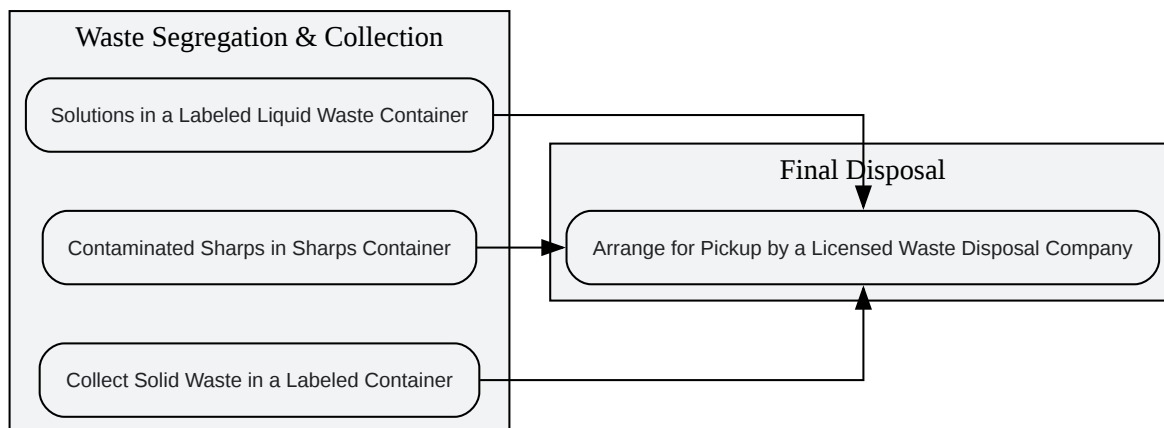 Waste Segregation & Collection
Solutions in a Labeled Liquid Waste Container
Final Disposal
Contaminated Sharps in Sharps Container
Arrange for Pickup by a Licensed Waste Disposal Company
Collect Solid Waste in a Labeled Container